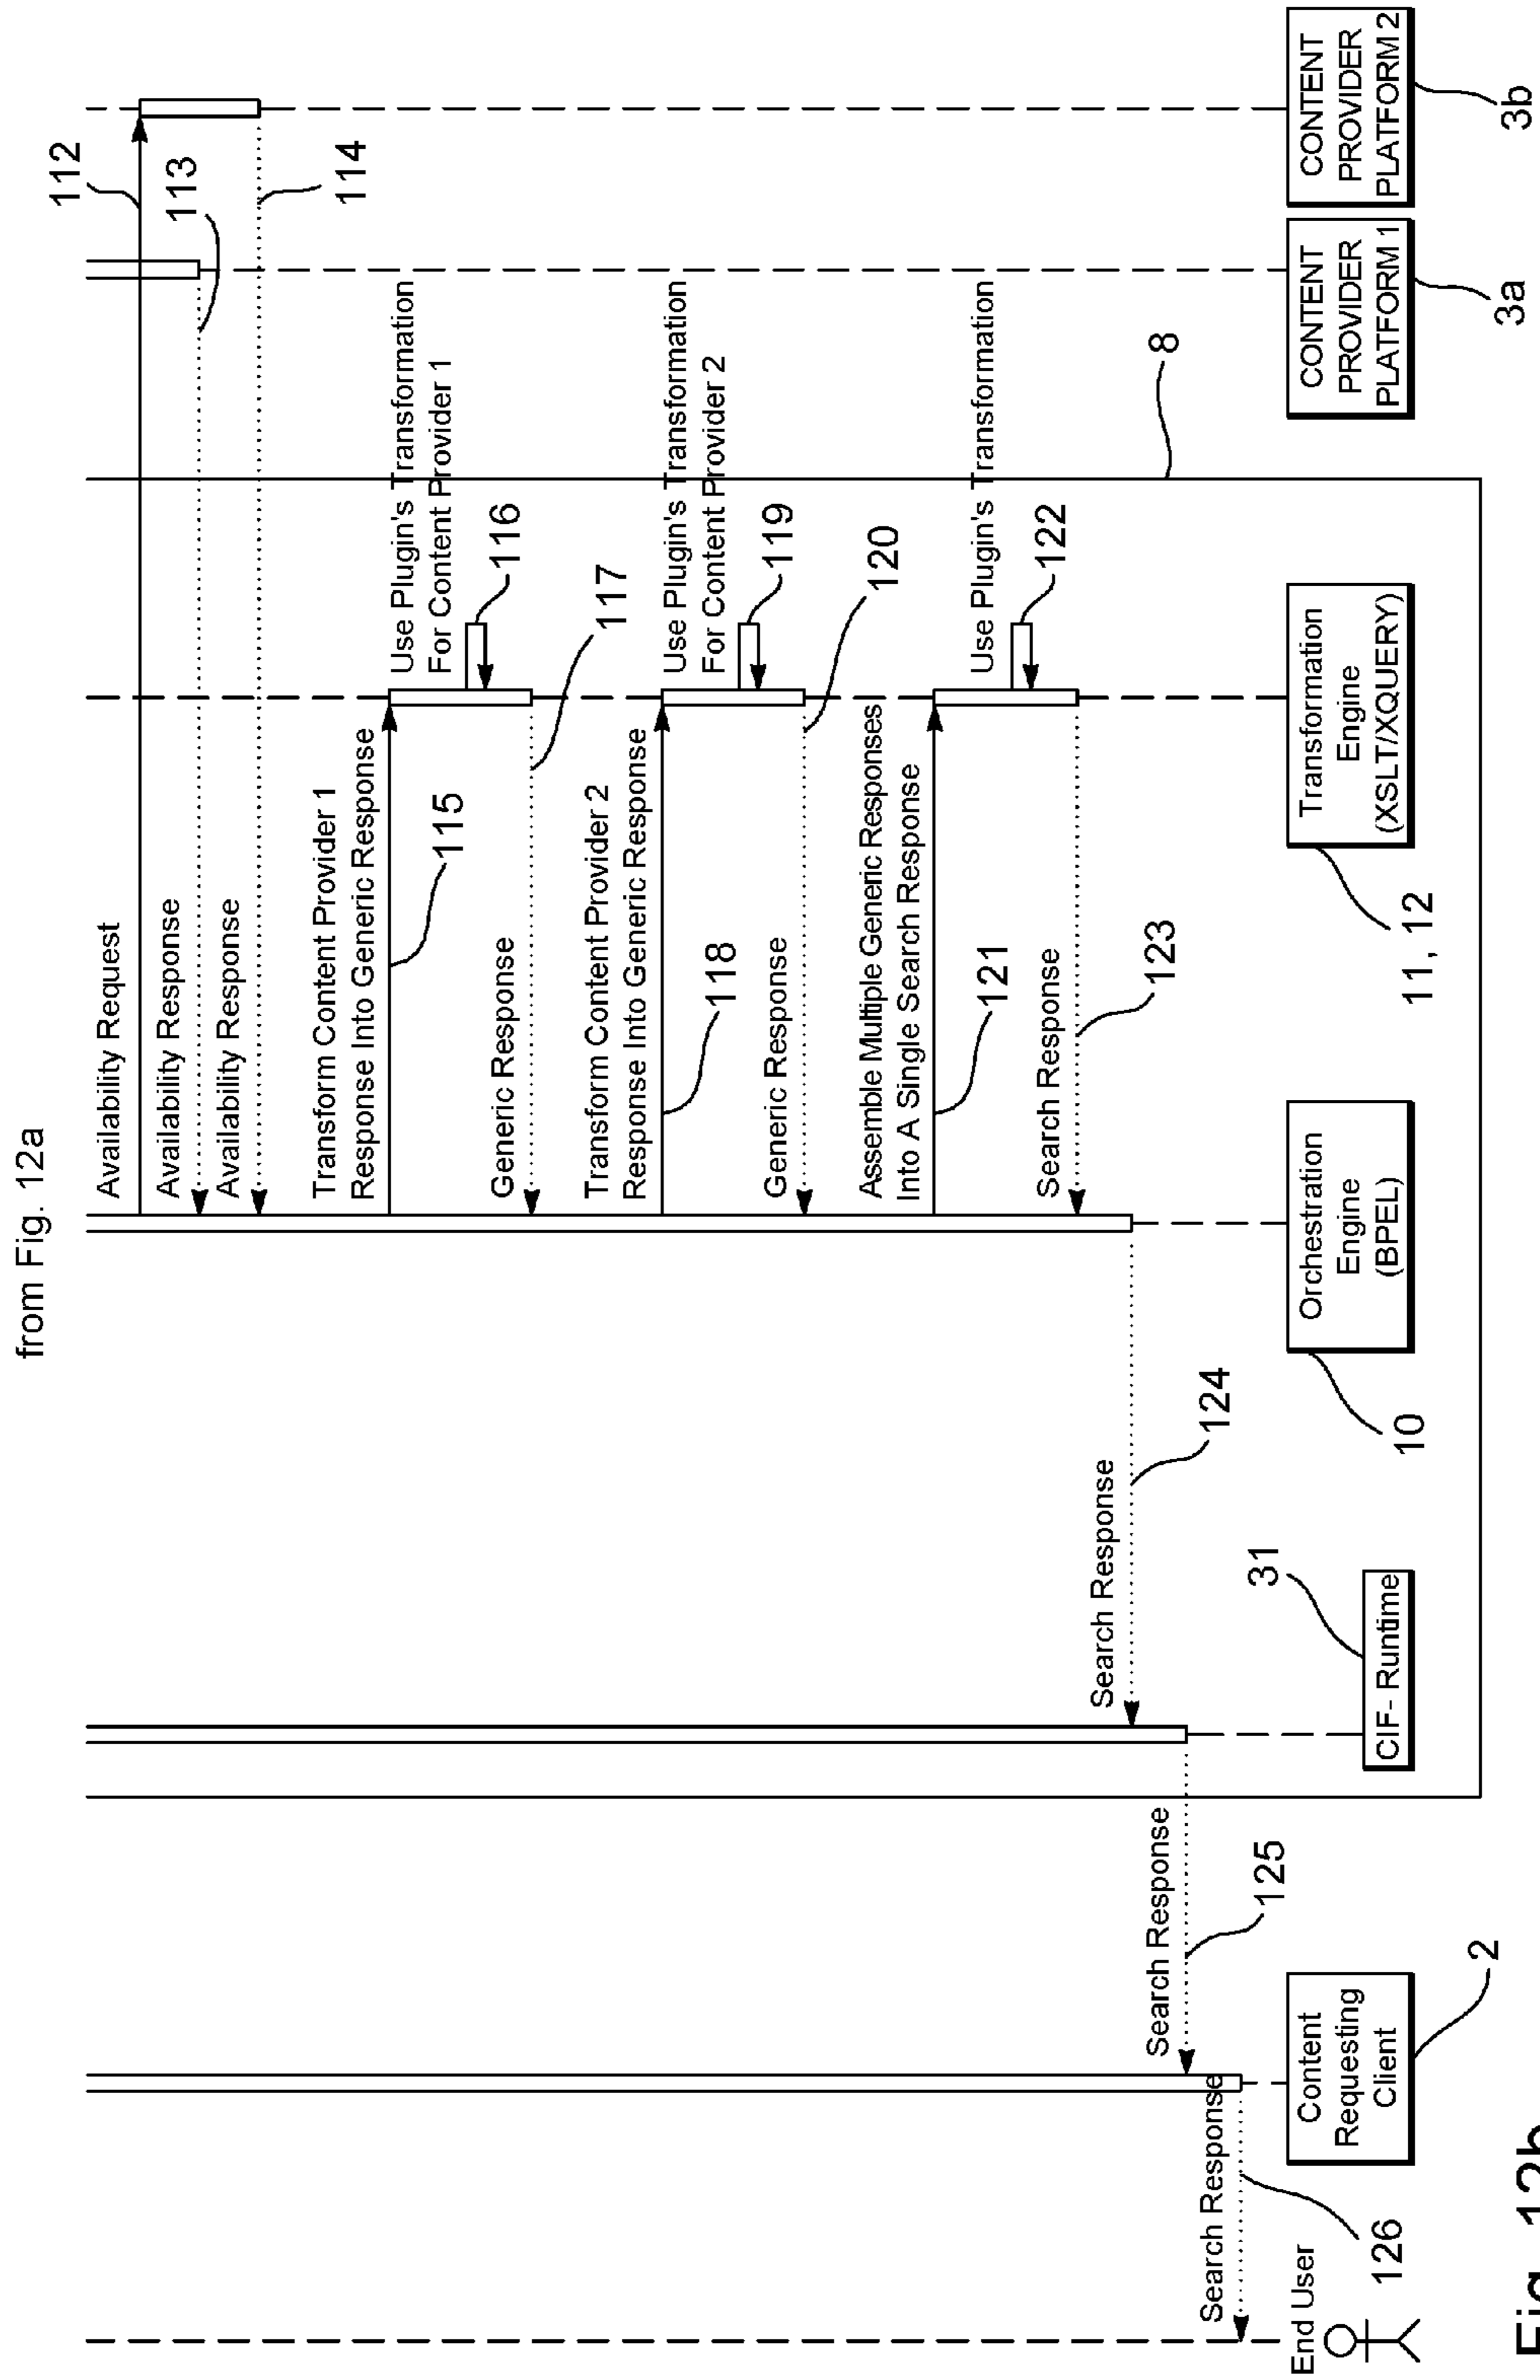 from Fig. 12a
Availability Request
112
Availability Response
113
Availability Response
114
Transform Content Provider 1
Response Into Generic Response
115
Use Plugin's Transformation
For Content Provider 1
116
Generic Response
117
Transform Content Provider 2
Response Into Generic Response
118
Use Plugin's Transformation
For Content Provider 2
119
Generic Response
120
Assemble Multiple Generic Responses
Into A Single Search Response
121
Use Plugin's Transformation
122
Search Response
123
8
Search Response
124
Search Response
125
Search Response
126
End User
Content
Requesting
Client
2
CIF- Runtime
31
Orchestration
Engine
(BPEL)
10
Transformation
Engine
(XSLT/XQUERY)
11, 12
CONTENT
PROVIDER
PLATFORM 1
3a
CONTENT
PROVIDER
PLATFORM 2
3b
Fig. 12b